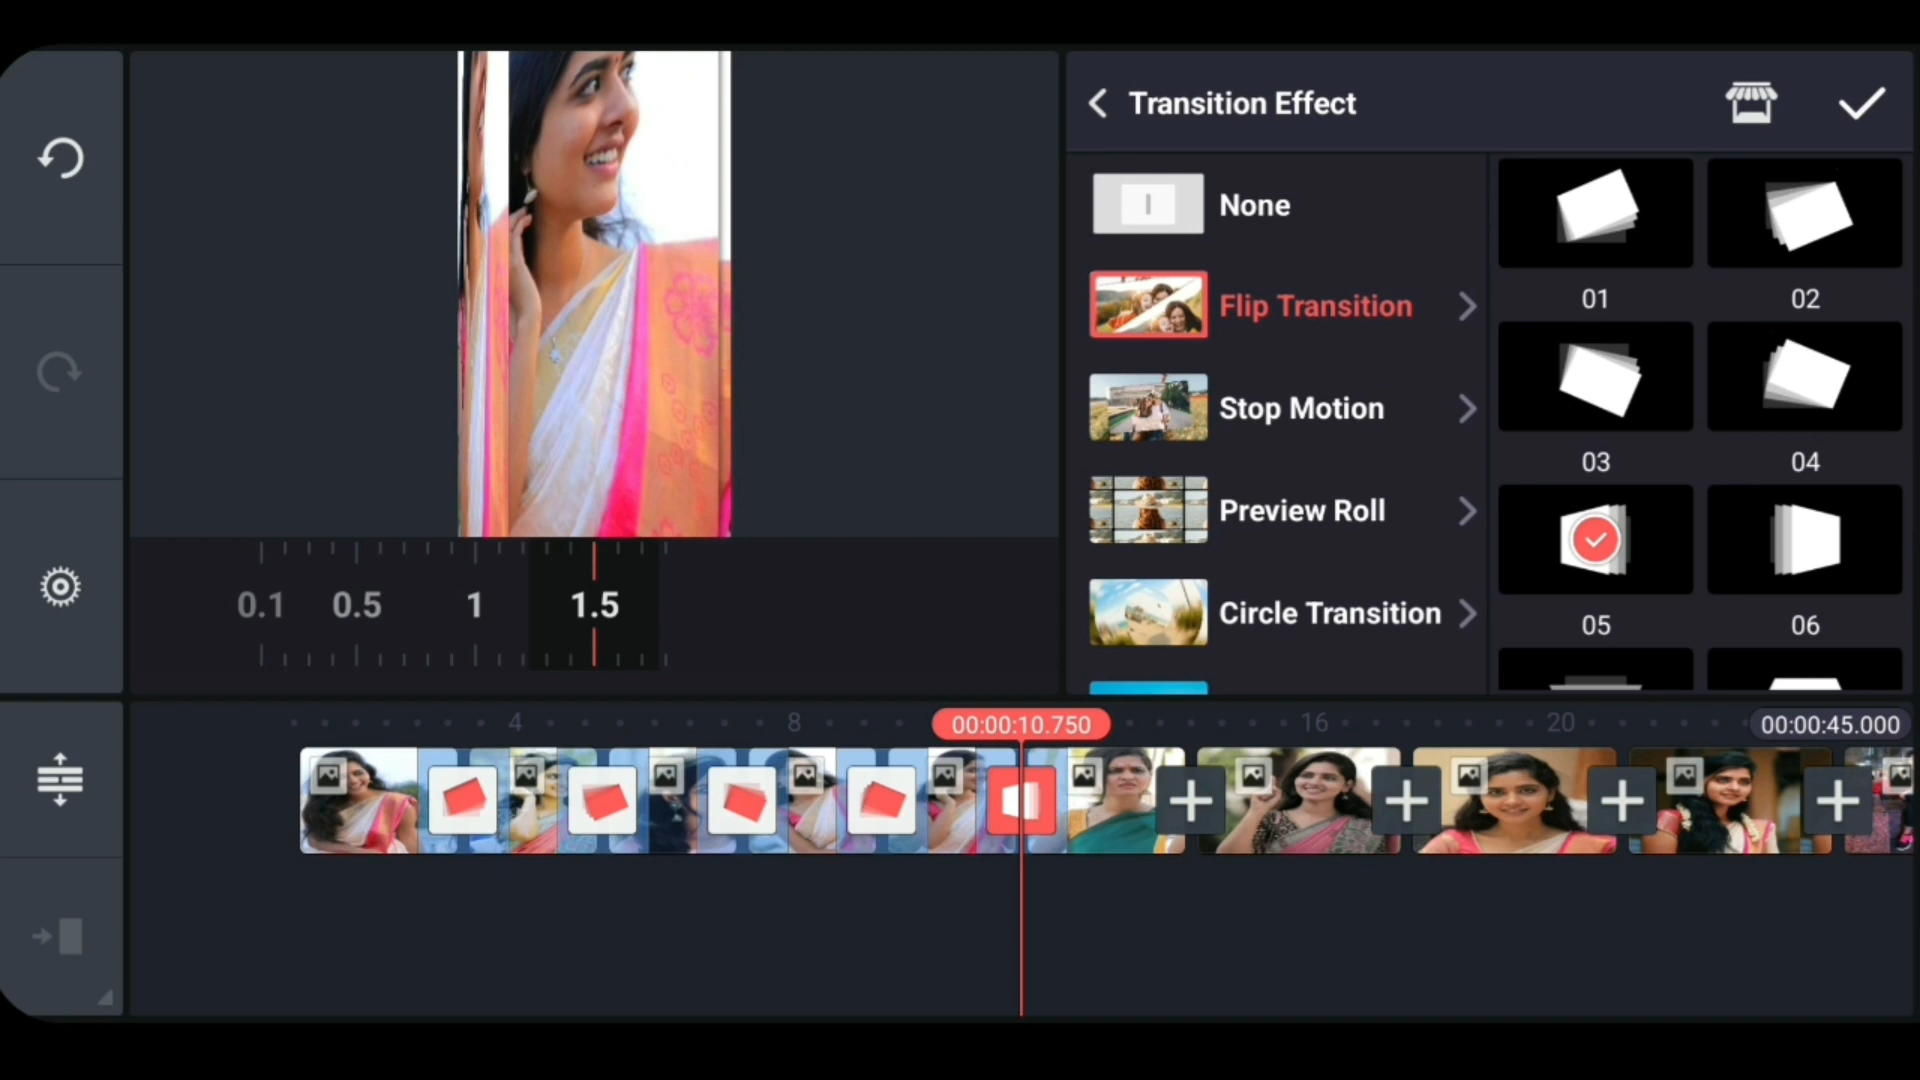 Transition Effect
None
Flip Transition
Stop Motion
Preview Roll
Circle Transition
01
02
03
04
05
06
0.1
0.5
1
1.5
4
8
00:00:10.750
16
20
00:00:45.000